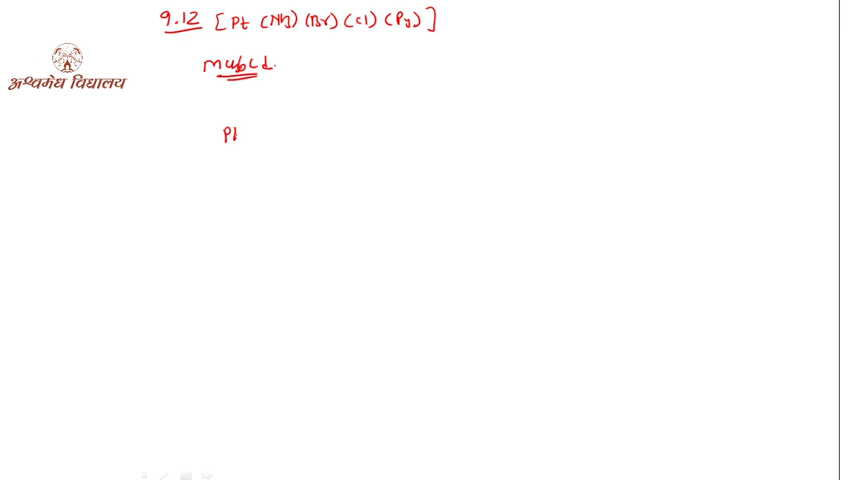 9.12 [Pt (NH3) (Br) (Cl) (Py)]
अश्वमेध विद्यालय
Mabcd.
Pt